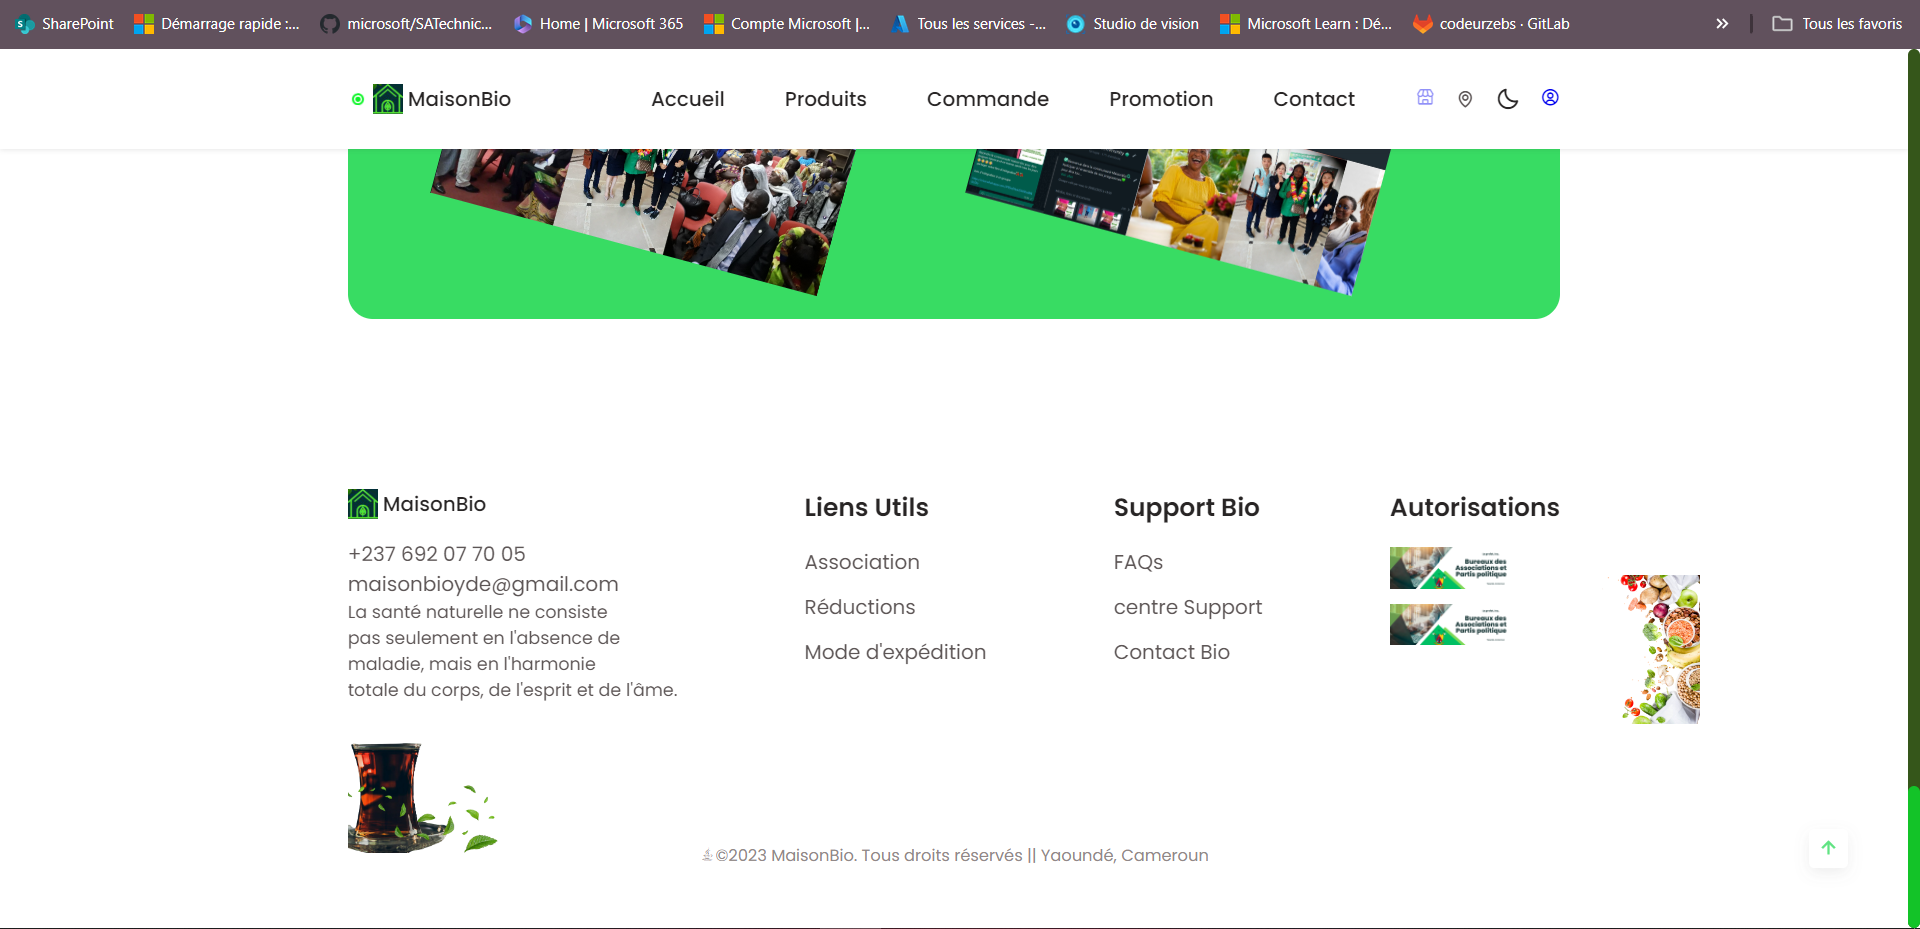 SharePoint
Démarrage rapide :...
microsoft/SATechnic...
Home | Microsoft 365
Compte Microsoft |...
Tous les services -...
Studio de vision
Microsoft Learn : Dé...
codeurzebs · GitLab
Tous les favoris
MaisonBio
Accueil
Produits
Commande
Promotion
Contact
MaisonBio
+237 692 07 70 05
maisonbioyde@gmail.com
La santé naturelle ne consiste
pas seulement en l'absence de
maladie, mais en l'harmonie
totale du corps, de l'esprit et de l'âme.
Liens Utils
Association
Réductions
Mode d'expédition
Support Bio
FAQs
centre Support
Contact Bio
Autorisations
Bureaux des
Associations et
Partis politique
Bureaux des
Associations et
Partis politique
©2023 MaisonBio. Tous droits réservés || Yaoundé, Cameroun